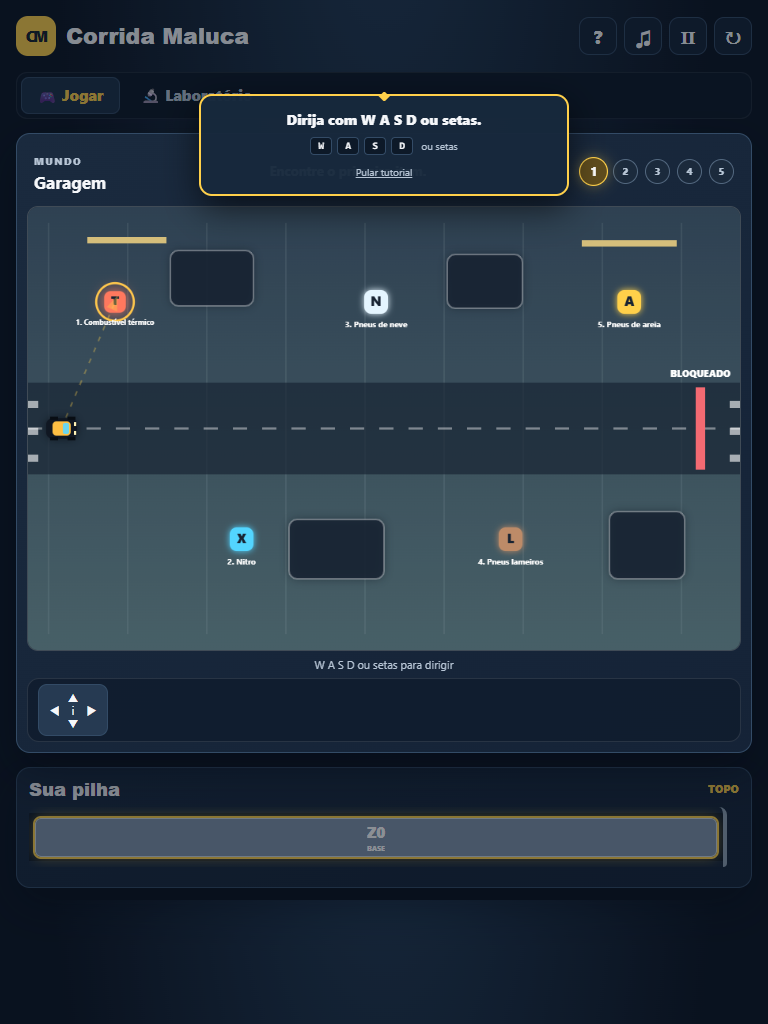 CM Corrida Maluca ? II
Jogar Laboratório
Dirija com W A S D ou setas.
W A S D ou setas
Pular tutorial
MUNDO
Garagem
1 2 3 4 5
T
1. Combustível térmico
N
3. Pneus de neve
A
5. Pneus de areia
BLOQUEADO
X
2. Nitro
L
4. Pneus lameiros
W A S D ou setas para dirigir
i
Sua pilha
TOPO
Z0
BASE